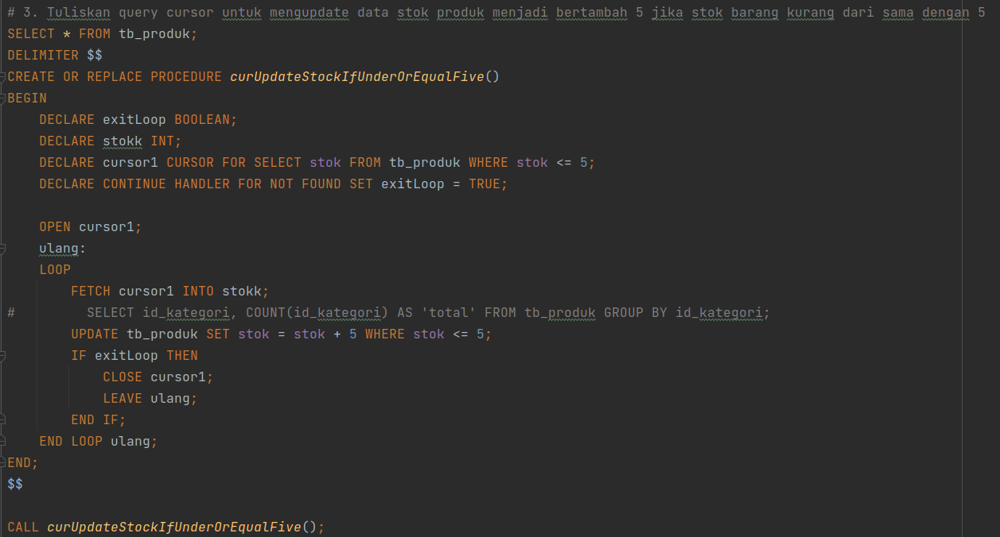 # 3. Tuliskan query cursor untuk mengupdate data stok produk menjadi bertambah 5 jika stok barang kurang dari sama dengan 5
SELECT * FROM tb_produk;
DELIMITER $$
CREATE OR REPLACE PROCEDURE curUpdateStockIfUnderOrEqualFive()
BEGIN
    DECLARE exitLoop BOOLEAN;
    DECLARE stokk INT;
    DECLARE cursor1 CURSOR FOR SELECT stok FROM tb_produk WHERE stok <= 5;
    DECLARE CONTINUE HANDLER FOR NOT FOUND SET exitLoop = TRUE;

    OPEN cursor1;
    ulang:
    LOOP
        FETCH cursor1 INTO stokk;
#         SELECT id_kategori, COUNT(id_kategori) AS 'total' FROM tb_produk GROUP BY id_kategori;
        UPDATE tb_produk SET stok = stok + 5 WHERE stok <= 5;
        IF exitLoop THEN
            CLOSE cursor1;
            LEAVE ulang;
        END IF;
    END LOOP ulang;
END;
$$

CALL curUpdateStockIfUnderOrEqualFive();